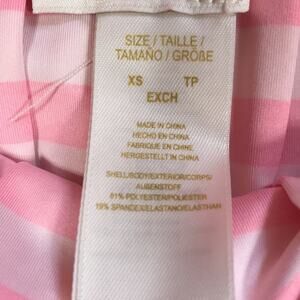 SIZE / TAILLE /
TAMAÑO / GRÖßE
XS TP
EXCH
MADE IN CHINA
HECHO EN CHINA
FABRIQUE EN CHINE
HERGESTELLT IN CHINA
SHELL/BODY/EXTERIOR/CORPS/
AUßENSTOFF
81% POLYESTER/POLIESTER
19% SPANDEX/ELASTANO/ELASTHAN